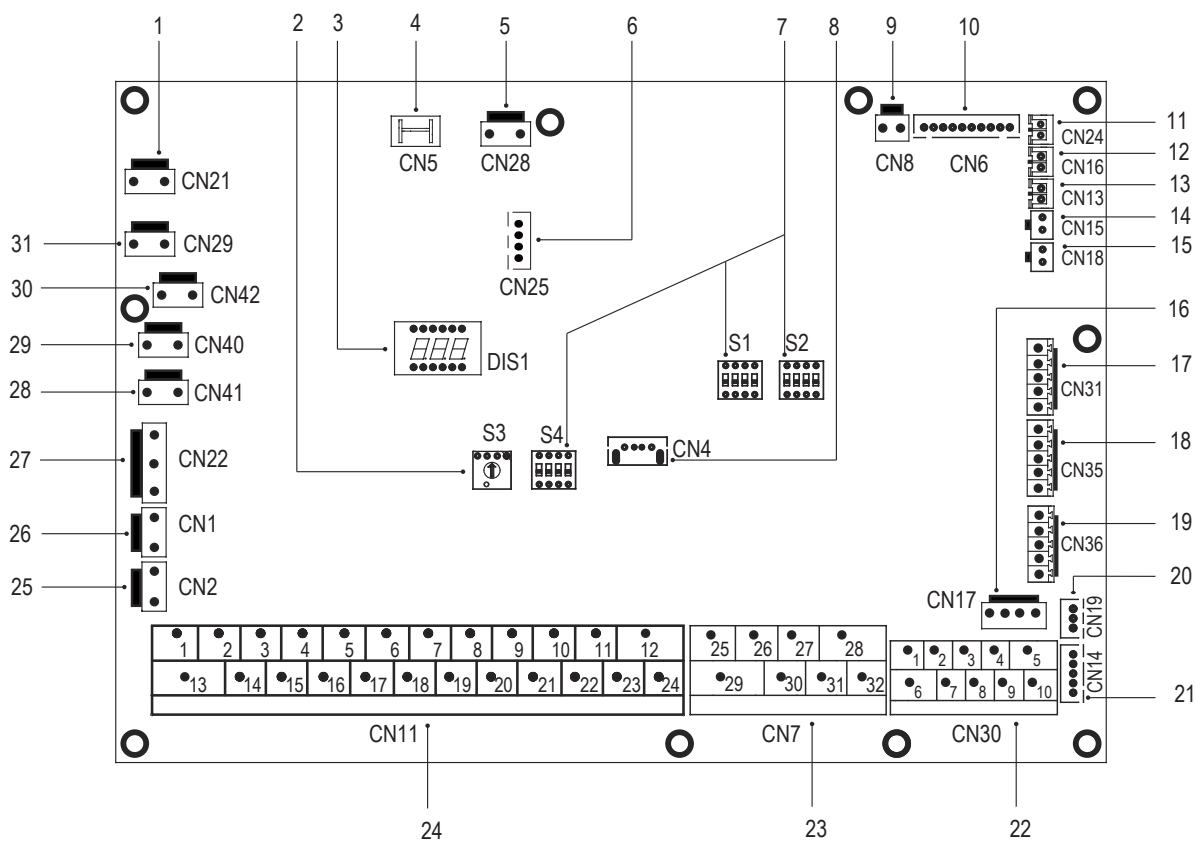 1 2 3 4 5 6 7 8 9 10
CN5 CN28 CN8 CN6 CN24 11
CN16 12
CN21 CN13 13
CN15 14
31 CN29 CN18 15
CN25
30 CN42 16
29 CN40 DIS1 S1 S2
28 CN41 CN31 17
S3 S4 CN4 CN35 18
27 CN22
26 CN1 CN36 19
25 CN2 CN17 CN19 20
1 2 3 4 5 6 7 8 9 10 11 12 25 26 27 28 1 2 3 4 5
13 14 15 16 17 18 19 20 21 22 23 24 29 30 31 32 6 7 8 9 10 CN14 21
CN11 CN7 CN30
24 23 22